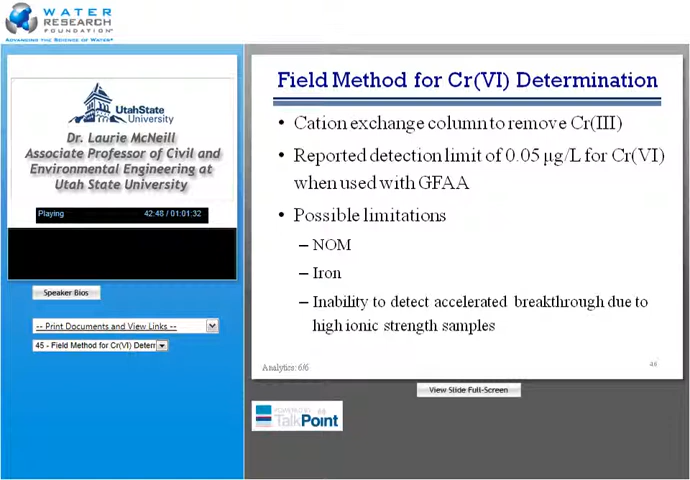 WATER
RESEARCH
FOUNDATION
ADVANCING THE SCIENCE OF WATER
UtahState
University
Dr. Laurie McNeill
Associate Professor of Civil and
Environmental Engineering at
Utah State University
Playing 42:48 / 01:01:32
Speaker Bios
-- Print Documents and View Links --
45 - Field Method for Cr(VI) Deterr
Field Method for Cr(VI) Determination
• Cation exchange column to remove Cr(III)
• Reported detection limit of 0.05 µg/L for Cr(VI)
when used with GFAA
• Possible limitations
– NOM
– Iron
– Inability to detect accelerated breakthrough due to
high ionic strength samples
Analytics: 6/6
View Slide Full-Screen
POWERED BY
TalkPoint